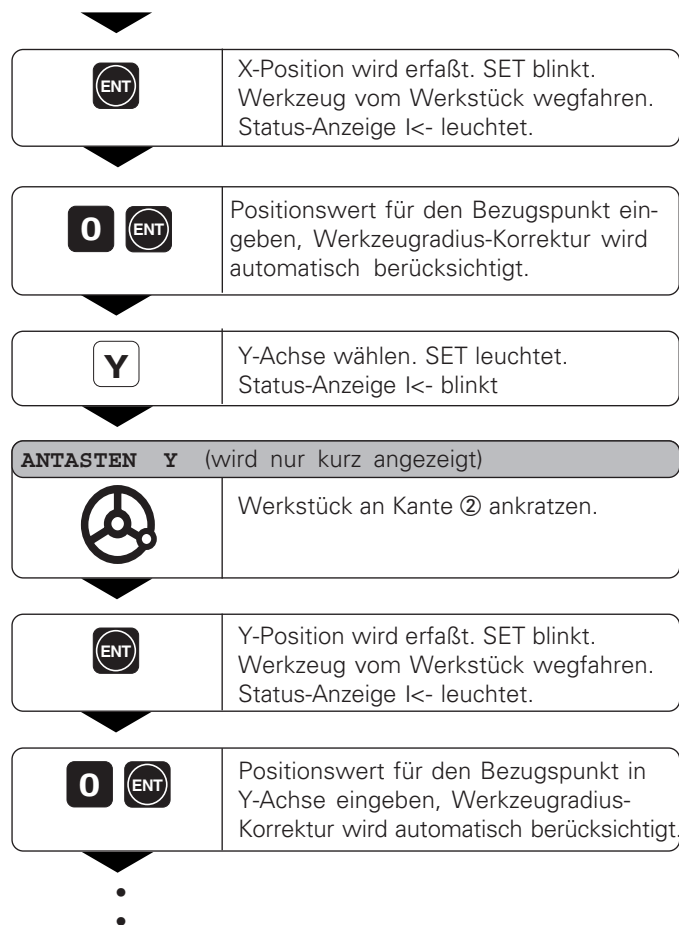 ENT
X-Position wird erfaßt. SET blinkt.
Werkzeug vom Werkstück wegfahren.
Status-Anzeige I<- leuchtet.
0 ENT
Positionswert für den Bezugspunkt ein-
geben, Werkzeugradius-Korrektur wird
automatisch berücksichtigt.
Y
Y-Achse wählen. SET leuchtet.
Status-Anzeige I<- blinkt
ANTASTEN Y (wird nur kurz angezeigt)
Werkstück an Kante ② ankratzen.
ENT
Y-Position wird erfaßt. SET blinkt.
Werkzeug vom Werkstück wegfahren.
Status-Anzeige I<- leuchtet.
0 ENT
Positionswert für den Bezugspunkt in
Y-Achse eingeben, Werkzeugradius-
Korrektur wird automatisch berücksichtigt.